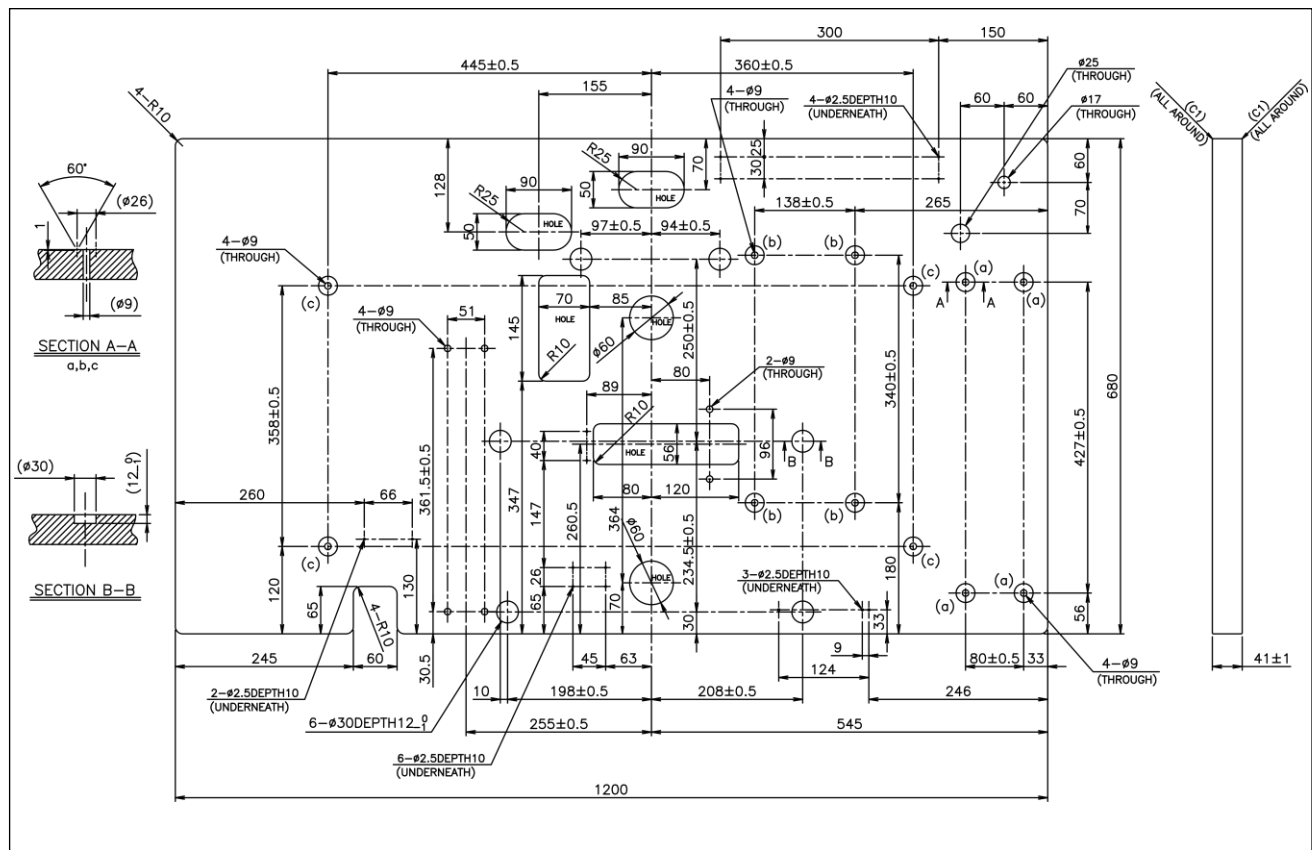 300
150
445±0.5
360±0.5
155
ø25
(THROUGH)
4-ø9
(THROUGH)
4-ø2.5DEPTH10
(UNDERNEATH)
60
60
ø17
(THROUGH)
(C1)
(ALL AROUND)
(C1)
(ALL AROUND)
4-R10
60°
(ø26)
1
(ø9)
SECTION A-A
a,b,c
128
R25
90
50
HOLE
R25
90
50
HOLE
70
25
30
60
70
138±0.5
265
97±0.5
94±0.5
4-ø9
(THROUGH)
(b)
(b)
(c)
(c)
(a)
(a)
A
A
70
HOLE
85
145
R10
HOLE
ø60
250±0.5
4-ø9
(THROUGH)
51
2-ø9
(THROUGH)
80
340±0.5
680
358±0.5
361.5±0.5
89
R10
HOLE
56
96
40
B
B
427±0.5
(ø30)
(12 0 -1)
SECTION B-B
260
66
347
147
260.5
80
120
364
234.5±0.5
(b)
(b)
(c)
(c)
120
130
65
4-R10
26
65
ø60
HOLE
70
30
3-ø2.5DEPTH10
(UNDERNEATH)
180
33
(a)
(a)
56
245
60
30.5
45
63
9
124
246
80±0.5
33
4-ø9
(THROUGH)
41±1
2-ø2.5DEPTH10
(UNDERNEATH)
10
198±0.5
208±0.5
6-ø30DEPTH12 0 -1
255±0.5
545
6-ø2.5DEPTH10
(UNDERNEATH)
1200